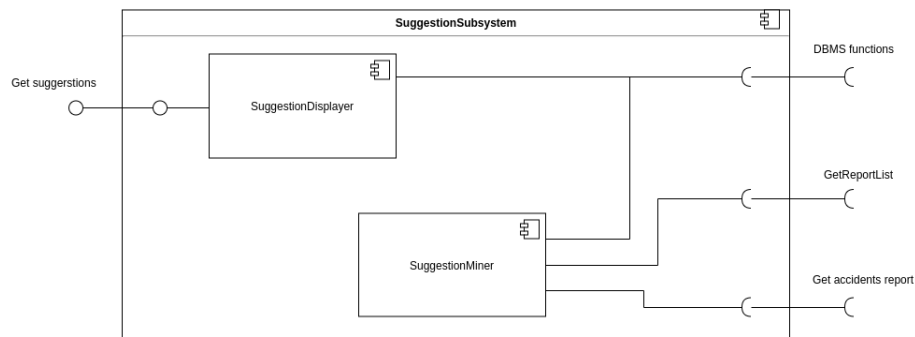 SuggestionSubsystem
DBMS functions
Get suggerstions
SuggestionDisplayer
GetReportList
SuggestionMiner
Get accidents report